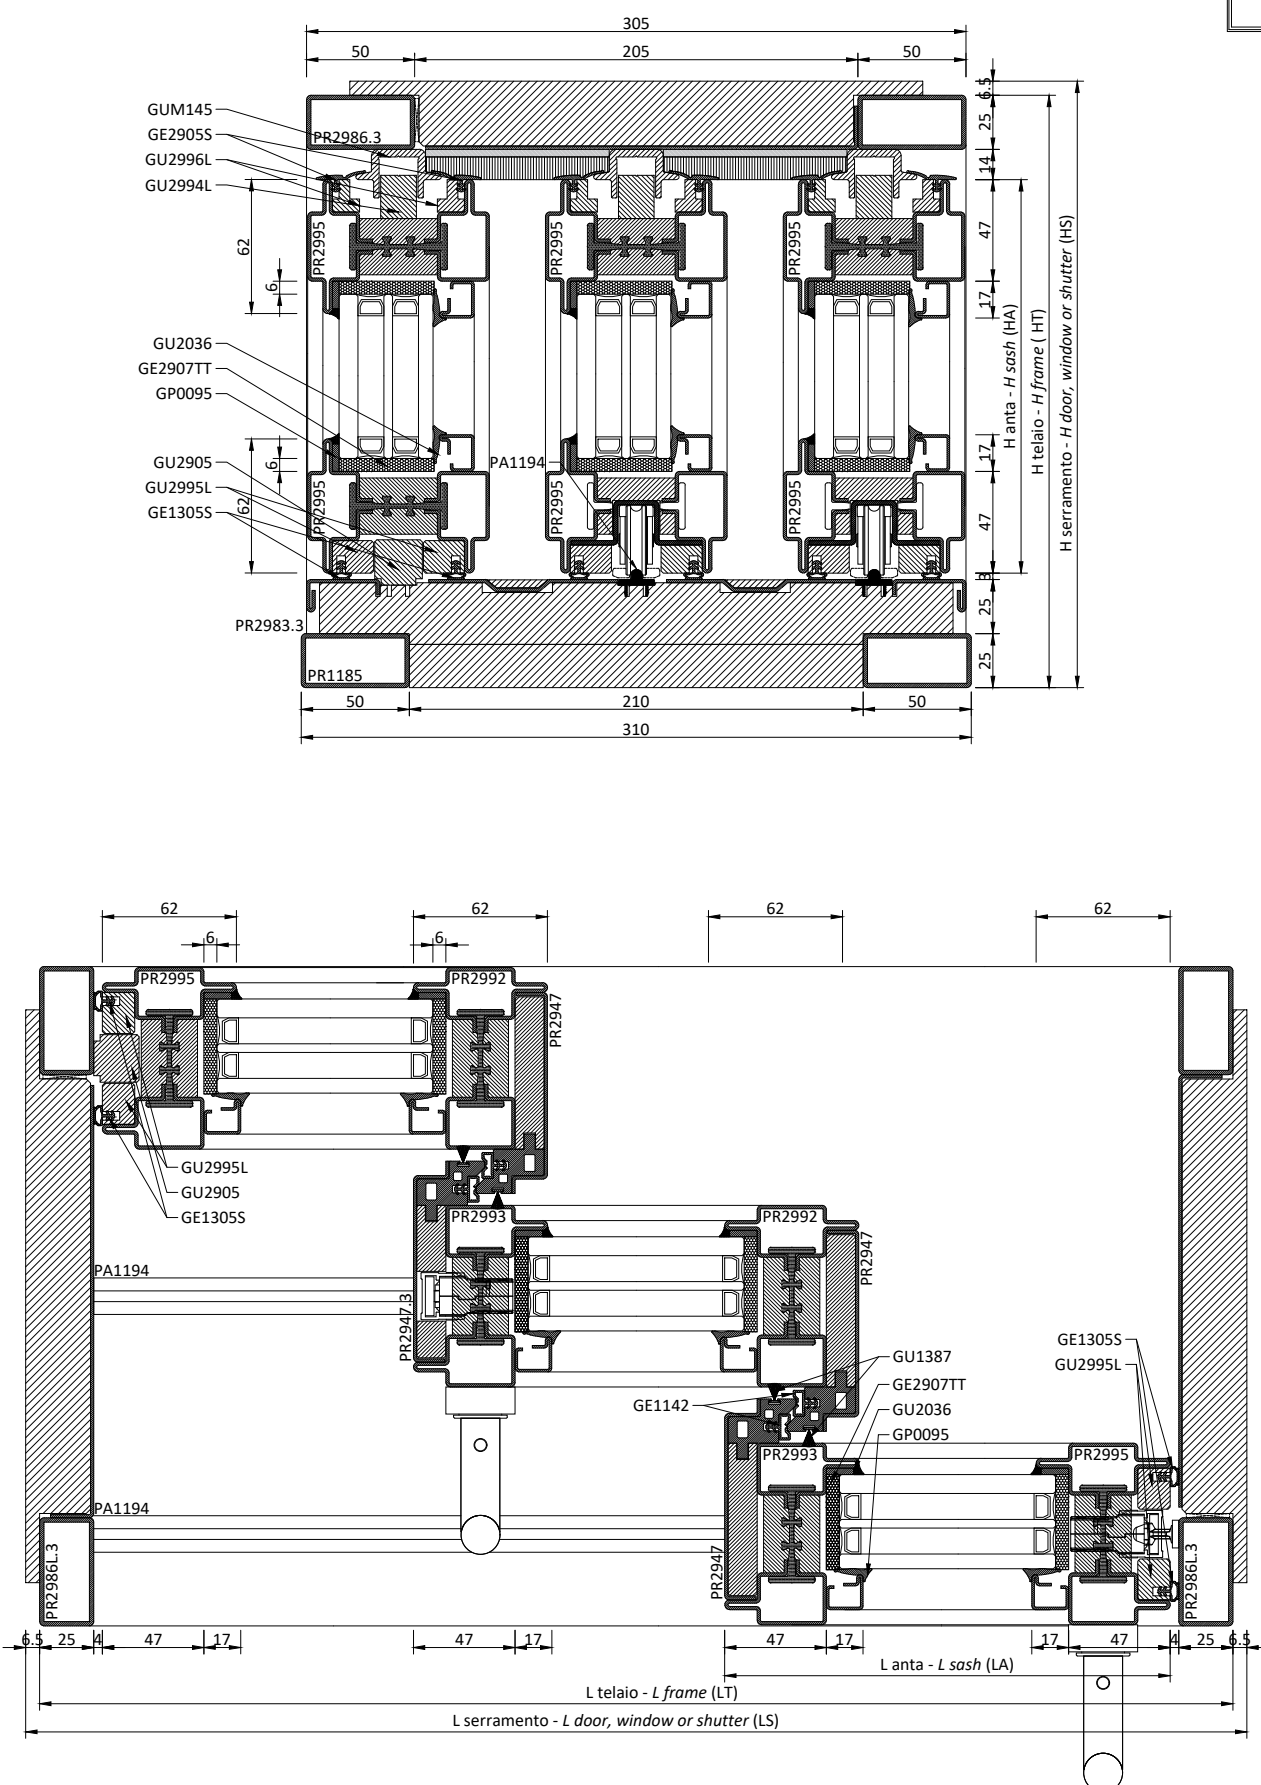 305
50 205 50
6.5
25
14
47
17
17
47
3
25
25
GUM145
GE2905S
GU2996L
GU2994L
PR2986.3
62
6
PR2995
PR2995
PR2995
GU2036
GE2907TT
GP0095
GU2905
GU2995L
GE1305S
6
62
PA1194
PR2995
PR2995
PR2995
PR2983.3
PR1185
H anta - H sash (HA)
H telaio - H frame ( HT)
H serramento - H door, window or shutter (HS)
50 210 50
310
62 62 62 62
6 6
PR2995 PR2992
PR2947
GU2995L
GU2905
GE1305S
PR2993 PR2992
PR2947
PA1194
PR2947.3
GE1305S
GU2995L
GU1387
GE2907TT
GU2036
GP0095
GE1142
PR2993 PR2995
PA1194
PR2986L.3
PR2947
PR2986L.3
6.5 25 4 47 17 47 17 47 17 17 47 4 25 6.5
L anta - L sash (LA)
L telaio - L frame (LT)
L serramento - L door, window or shutter (LS)